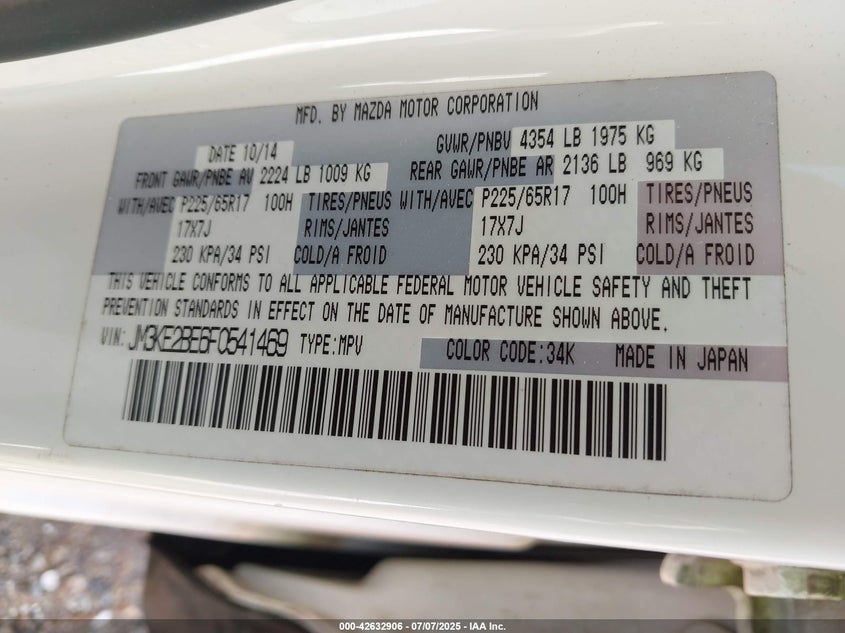 MFD. BY MAZDA MOTOR CORPORATION
DATE 10/14 GVWR/PNBV 4354 LB 1975 KG
FRONT GAWR/PNBE AV 2224 LB 1009 KG REAR GAWR/PNBE AR 2136 LB 969 KG
WITH/AVEC P225/65R17 100H TIRES/PNEUS WITH/AVEC P225/65R17 100H TIRES/PNEUS
17X7J RIMS/JANTES 17X7J RIMS/JANTES
230 KPA/34 PSI COLD/A FROID 230 KPA/34 PSI COLD/A FROID
THIS VEHICLE CONFORMS TO ALL APPLICABLE FEDERAL MOTOR VEHICLE SAFETY AND THEFT
PREVENTION STANDARDS IN EFFECT ON THE DATE OF MANUFACTURE SHOWN ABOVE.
VIN: JM3KE2BE6F0541469 TYPE:MPV COLOR CODE:34K MADE IN JAPAN
000-42632906 - 07/07/2025 - IAA Inc.